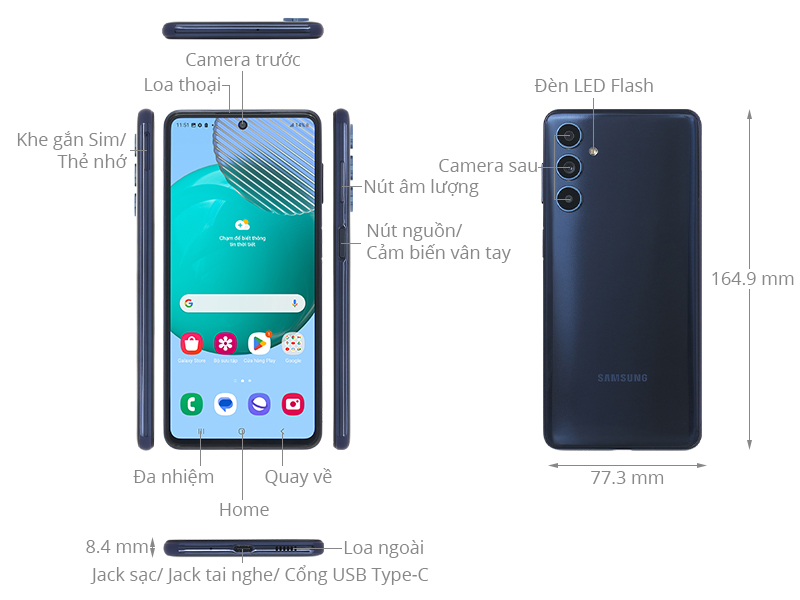 Camera trước
Loa thoại
Đèn LED Flash
11:51
Khe gắn Sim/
Thẻ nhớ
Camera sau
Nút âm lượng
Nút nguồn/
Cảm biến vân tay
Chạm để biết thông
tin thời tiết
164.9 mm
Galaxy Store
Cửa hàng Play
Google
SAMSUNG
Đa nhiệm
Quay về
77.3 mm
Home
8.4 mm
Loa ngoài
Jack sạc/ Jack tai nghe/ Cổng USB Type-C